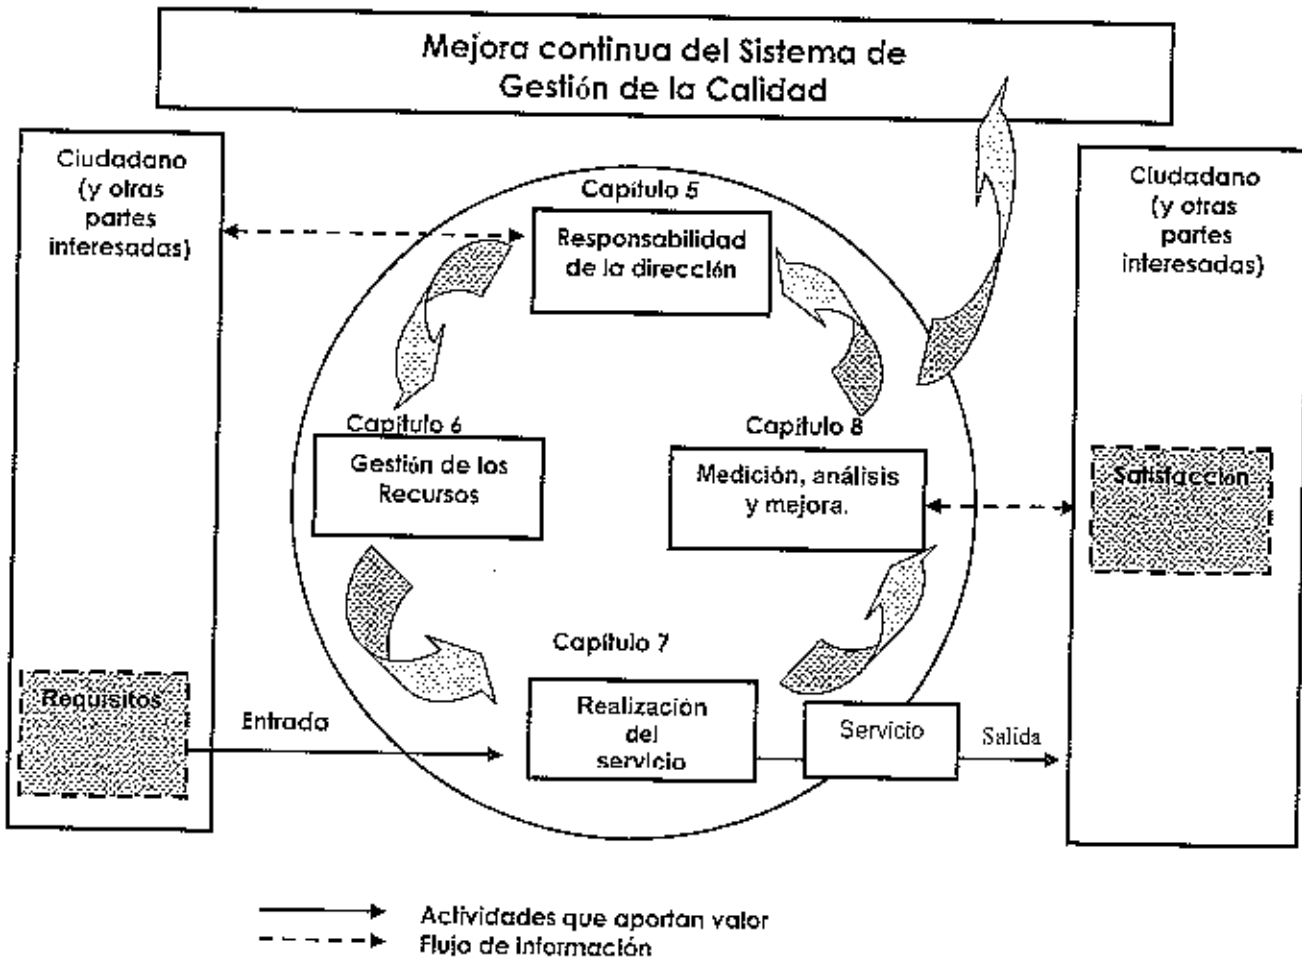 Mejora continua del Sistema de
Gestión de la Calidad
Ciudadano
(y otras
partes
interesadas)
Capítulo 5
Responsabilidad
de la dirección
Ciudadano
(y otras
partes
interesadas)
Capítulo 6
Gestión de los
Recursos
Capítulo 8
Medición, análisis
y mejora.
Satisfacción
Capítulo 7
Requisitos
Entrada
Realización
del
servicio
Servicio
Salida
Actividades que aportan valor
Flujo de información